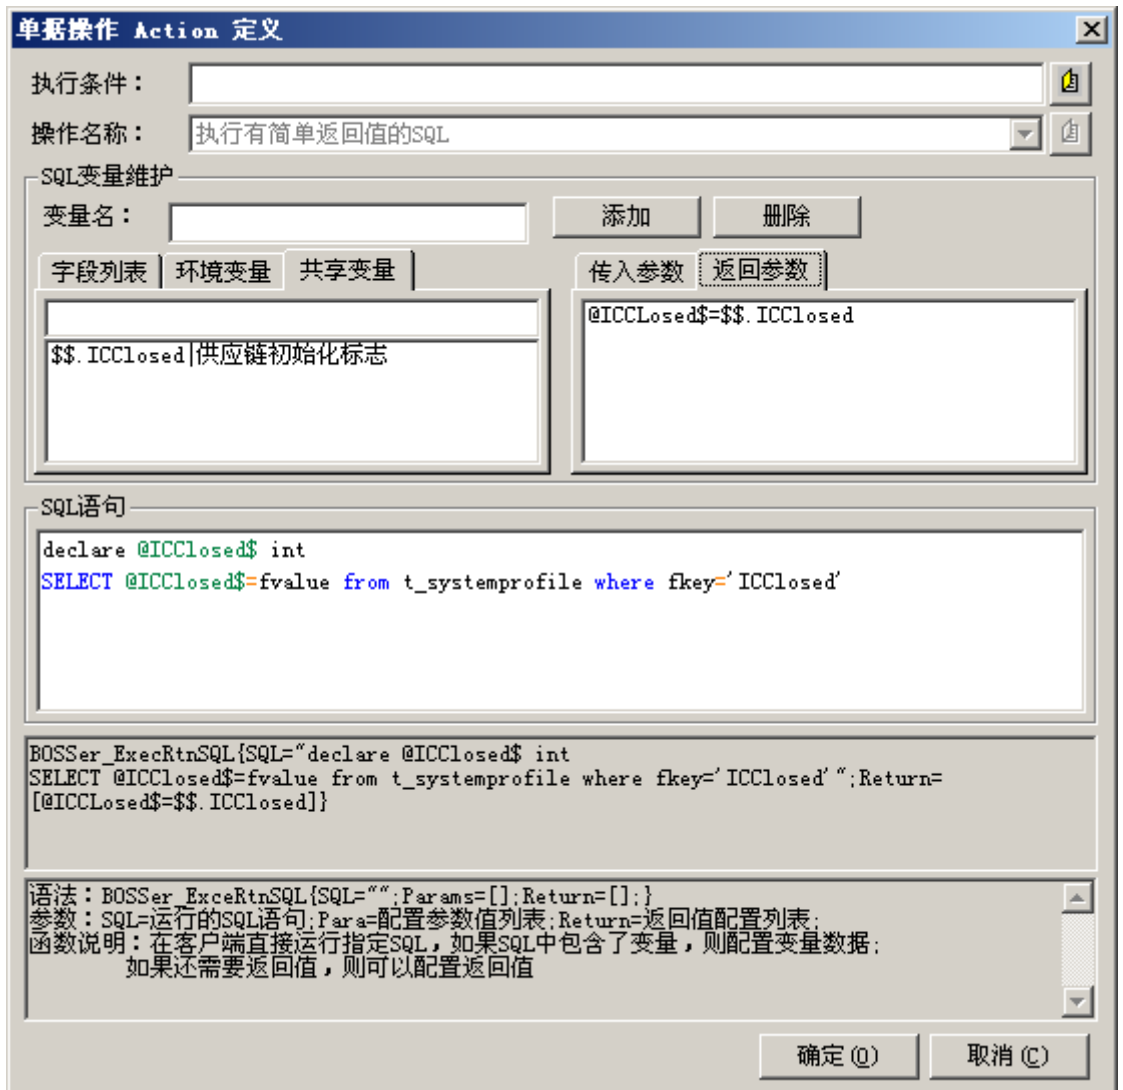 单据操作 Action 定义
执行条件：
操作名称： 执行有简单返回值的SQL
SQL变量维护
变量名： 添加 删除
字段列表 环境变量 共享变量 传入参数 返回参数
@ICCLosed$=$$.ICClosed
$$.ICClosed|供应链初始化标志
SQL语句
declare @ICClosed$ int
SELECT @ICClosed$=fvalue from t_systemprofile where fkey='ICClosed'
BOSSer_ExecRtnSQL{SQL="declare @ICClosed$ int
SELECT @ICClosed$=fvalue from t_systemprofile where fkey='ICClosed'";Return=
[@ICCLosed$=$$.ICClosed]}
语法：BOSSer_ExceRtnSQL{SQL="";Params=[];Return=[];}
参数：SQL=运行的SQL语句;Para=配置参数值列表;Return=返回值配置列表;
函数说明：在客户端直接运行指定SQL，如果SQL中包含了变量，则配置变量数据;
如果还需要返回值，则可以配置返回值
确定(O) 取消(C)